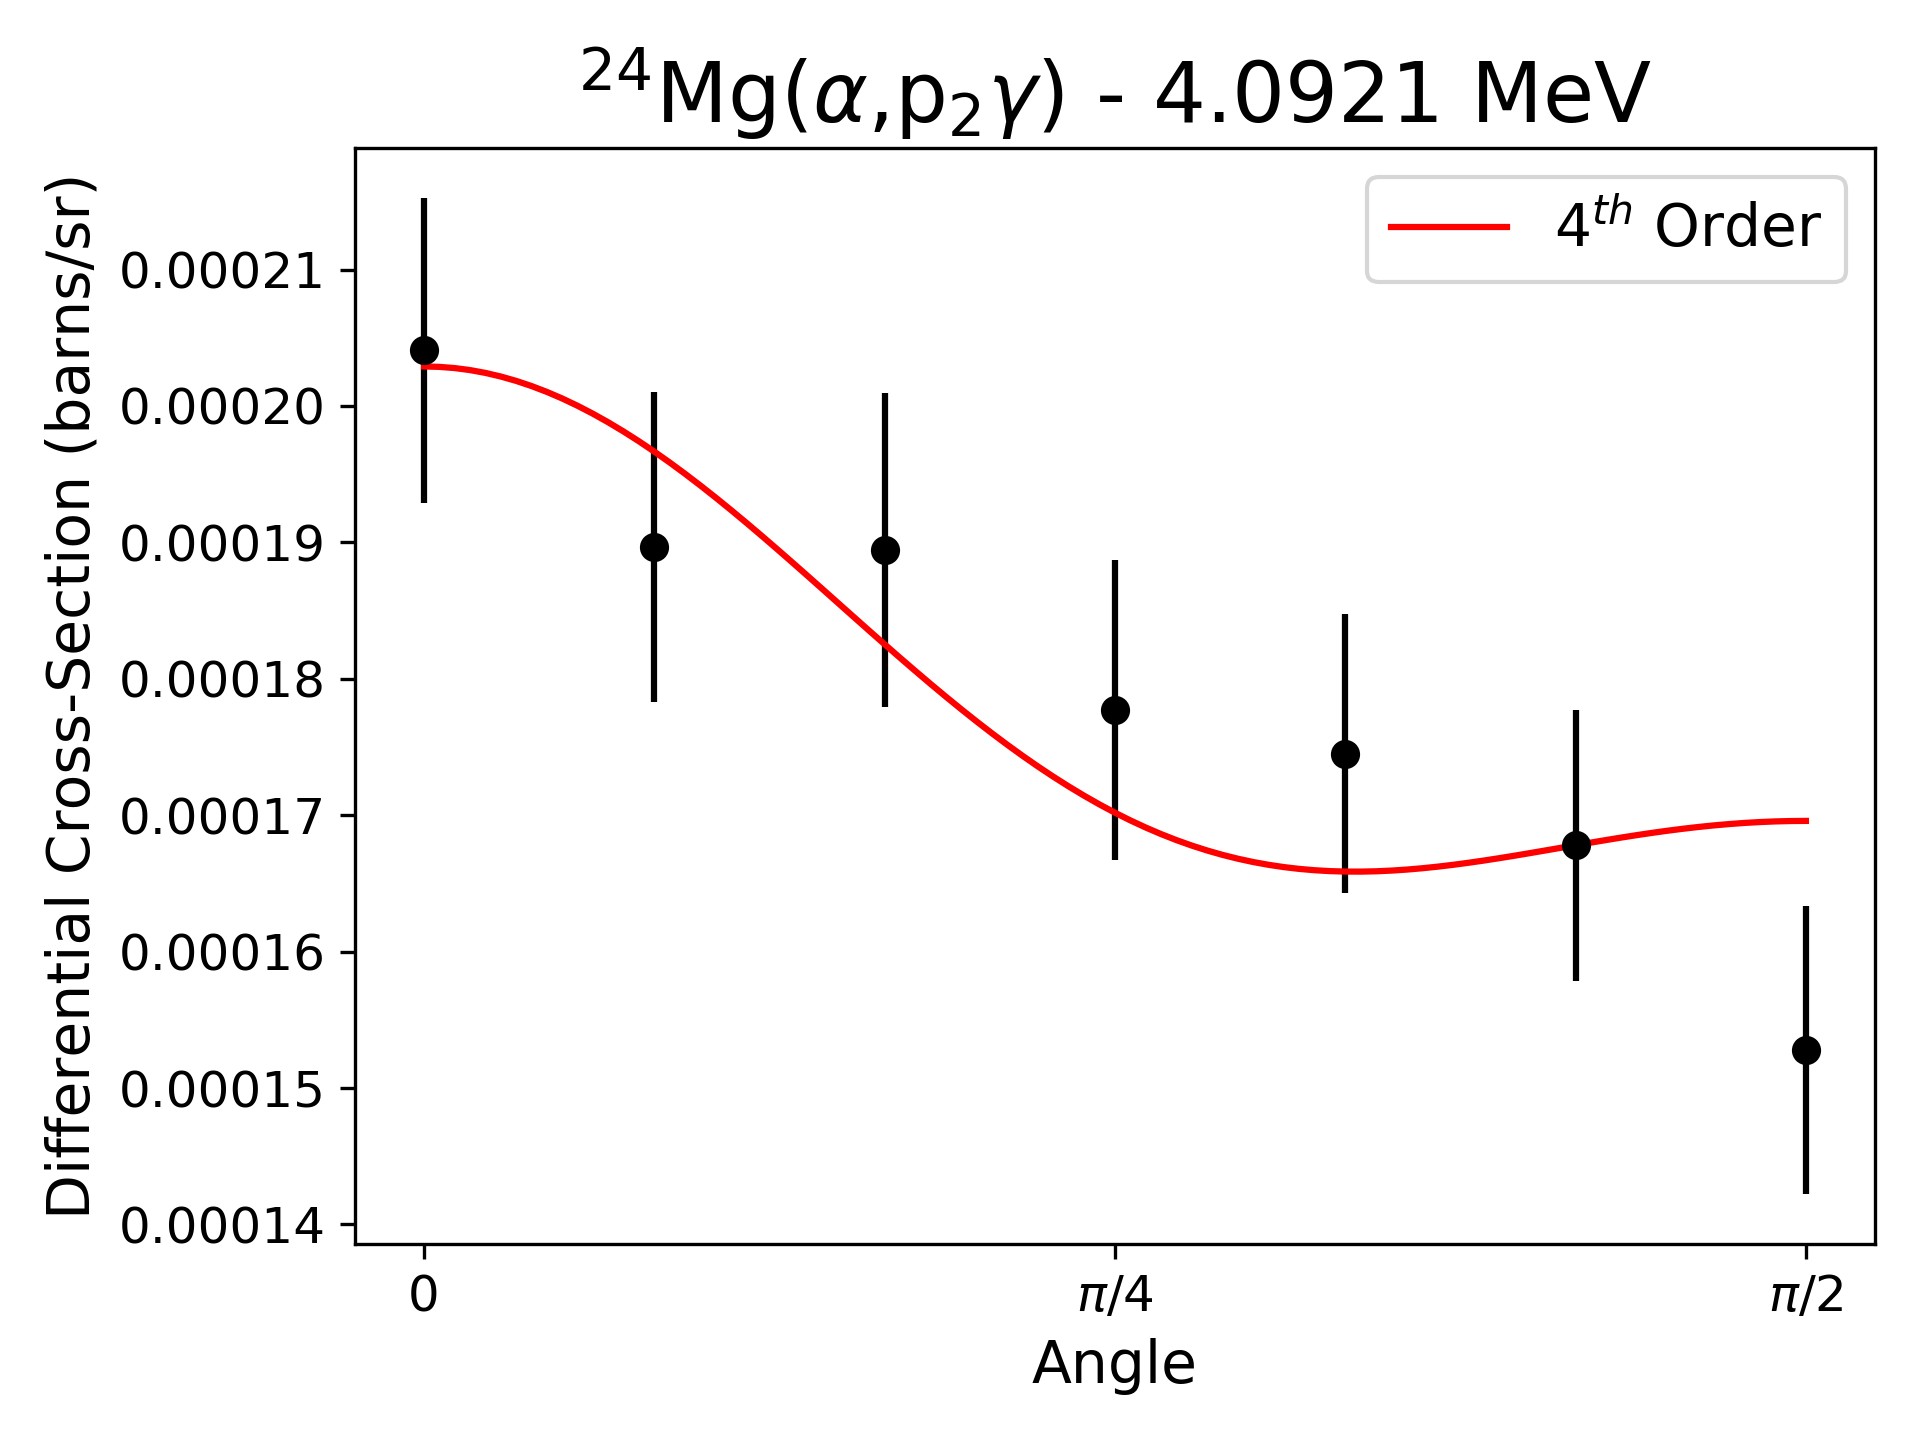 ²⁴Mg(α,p₂γ) - 4.0921 MeV
4ᵗʰ Order
Differential Cross-Section (barns/sr)
0.00021
0.00020
0.00019
0.00018
0.00017
0.00016
0.00015
0.00014
0 π/4 π/2
Angle